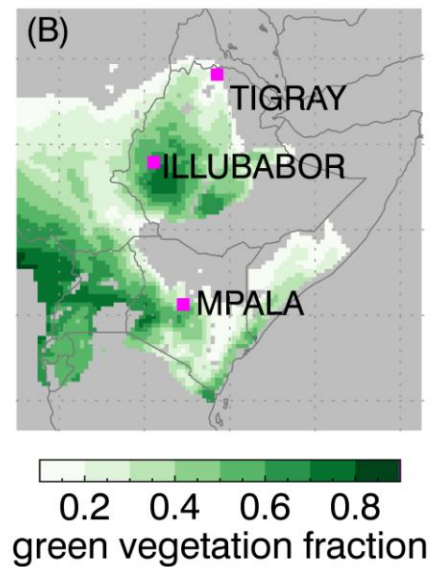 (B)
TIGRAY
ILLUBABOR
MPALA
0.2 0.4 0.6 0.8
green vegetation fraction